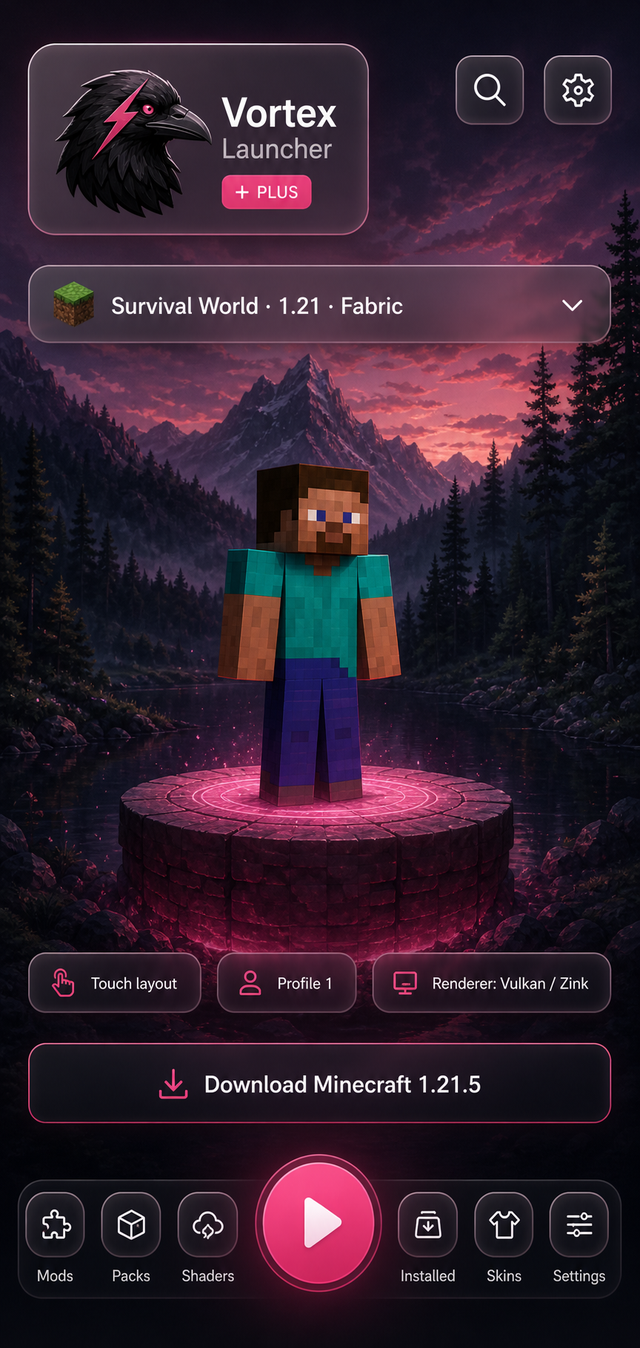 Vortex
Launcher
+ PLUS
Survival World · 1.21 · Fabric
Touch layout
Profile 1
Renderer: Vulkan / Zink
Download Minecraft 1.21.5
Mods
Packs
Shaders
Installed
Skins
Settings